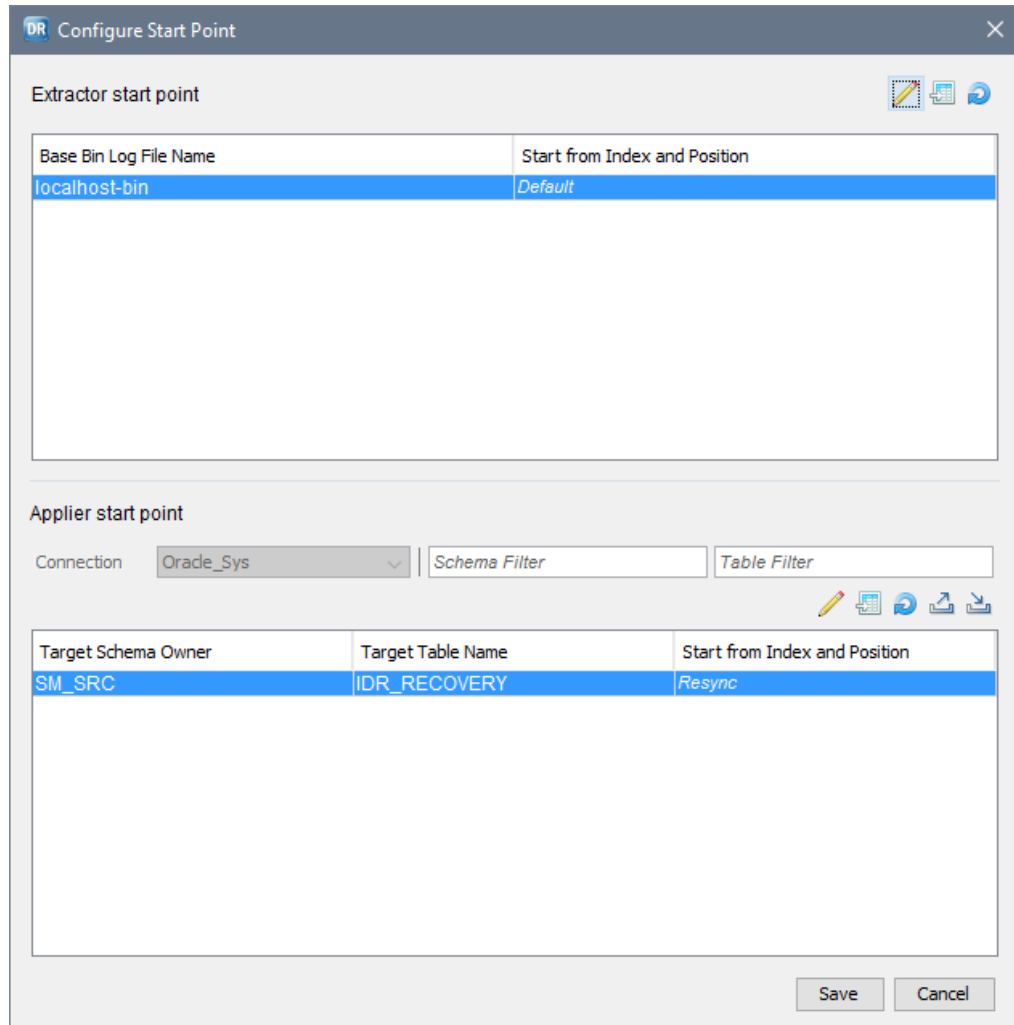 DR Configure Start Point
Extractor start point
Base Bin Log File Name Start from Index and Position
localhost-bin Default
Applier start point
Connection Oracle_Sys Schema Filter Table Filter
Target Schema Owner Target Table Name Start from Index and Position
SM_SRC IDR_RECOVERY Resync
Save Cancel